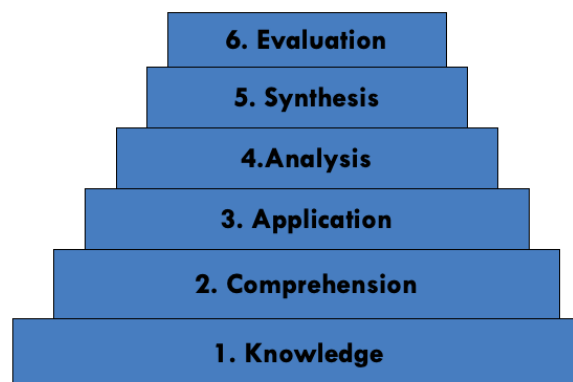 6. Evaluation
5. Synthesis
4.Analysis
3. Application
2. Comprehension
1. Knowledge